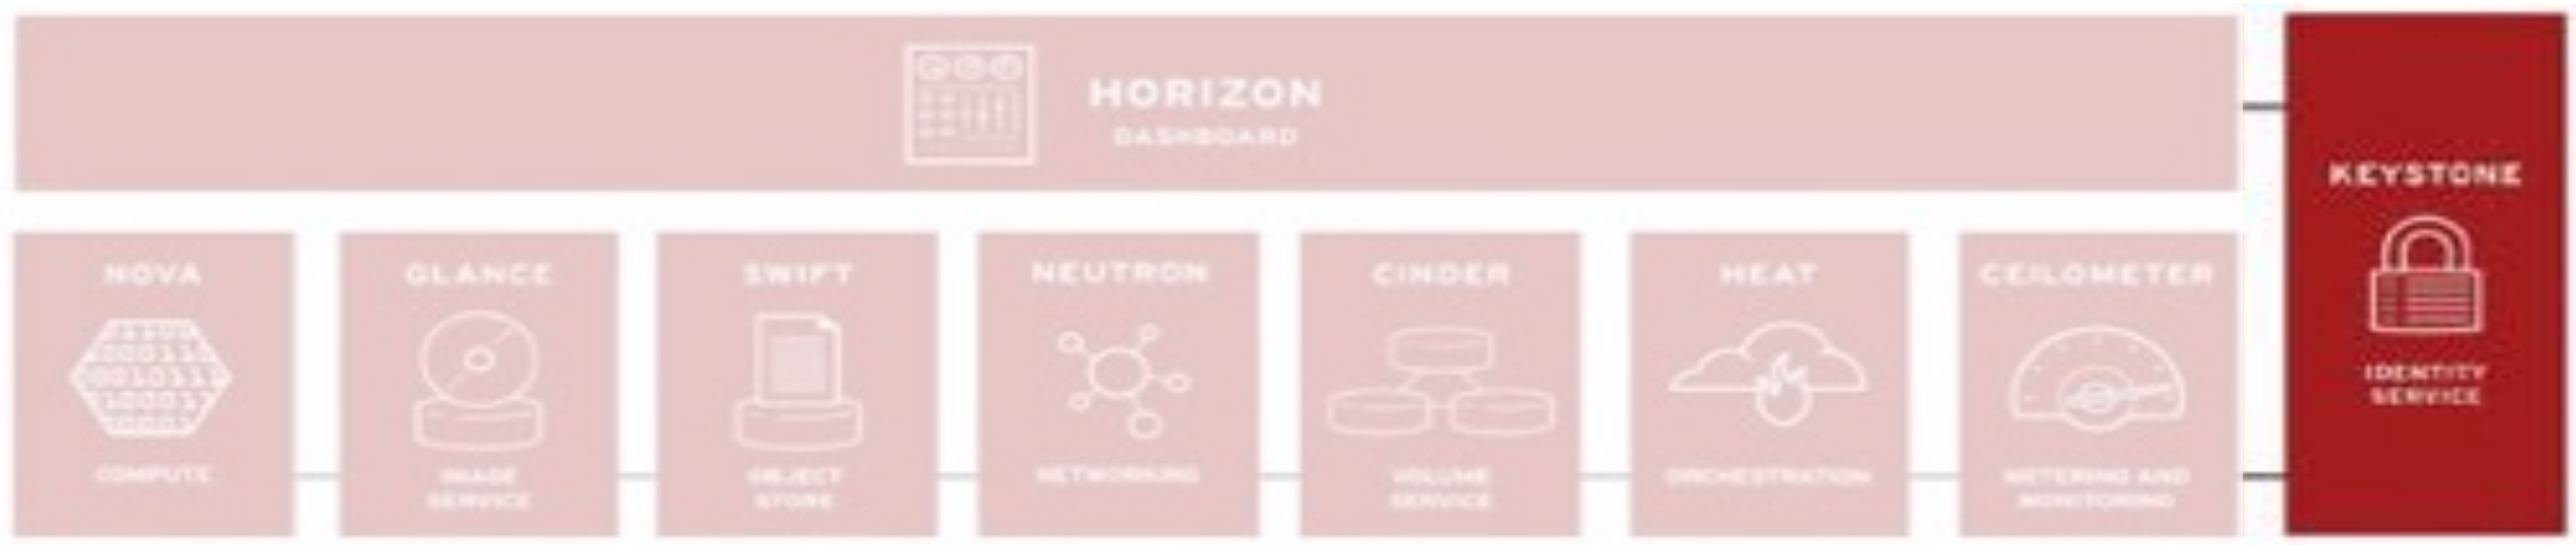 HORIZON
DASHBOARD
KEYSTONE
IDENTITY
SERVICE
NOVA
COMPUTE
GLANCE
IMAGE
SERVICE
SWIFT
OBJECT
STORE
NEUTRON
NETWORKING
CINDER
VOLUME
SERVICE
HEAT
ORCHESTRATION
CEILOMETER
METERING AND
MONITORING